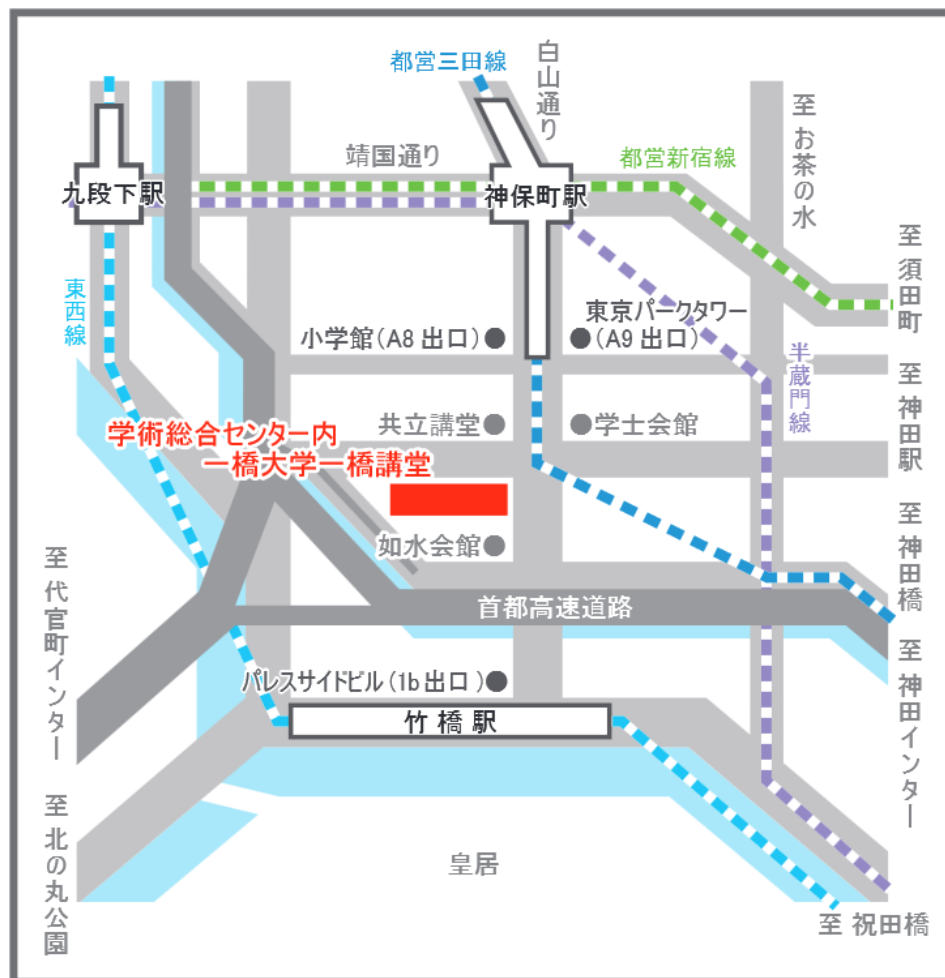 都営三田線
白山通り
至 お茶の水
靖国通り
都営新宿線
九段下駅
神保町駅
至 須田町
東西線
小学館(A8 出口)
東京パークタワー
(A9 出口)
半蔵門線
至 神田駅
共立講堂
学士会館
学術総合センター内
一橋大学一橋講堂
如水会館
至 神田橋
首都高速道路
至 代官町インター
至 神田インター
パレスサイドビル(1b 出口)
竹橋駅
至 北の丸公園
皇居
至 祝田橋